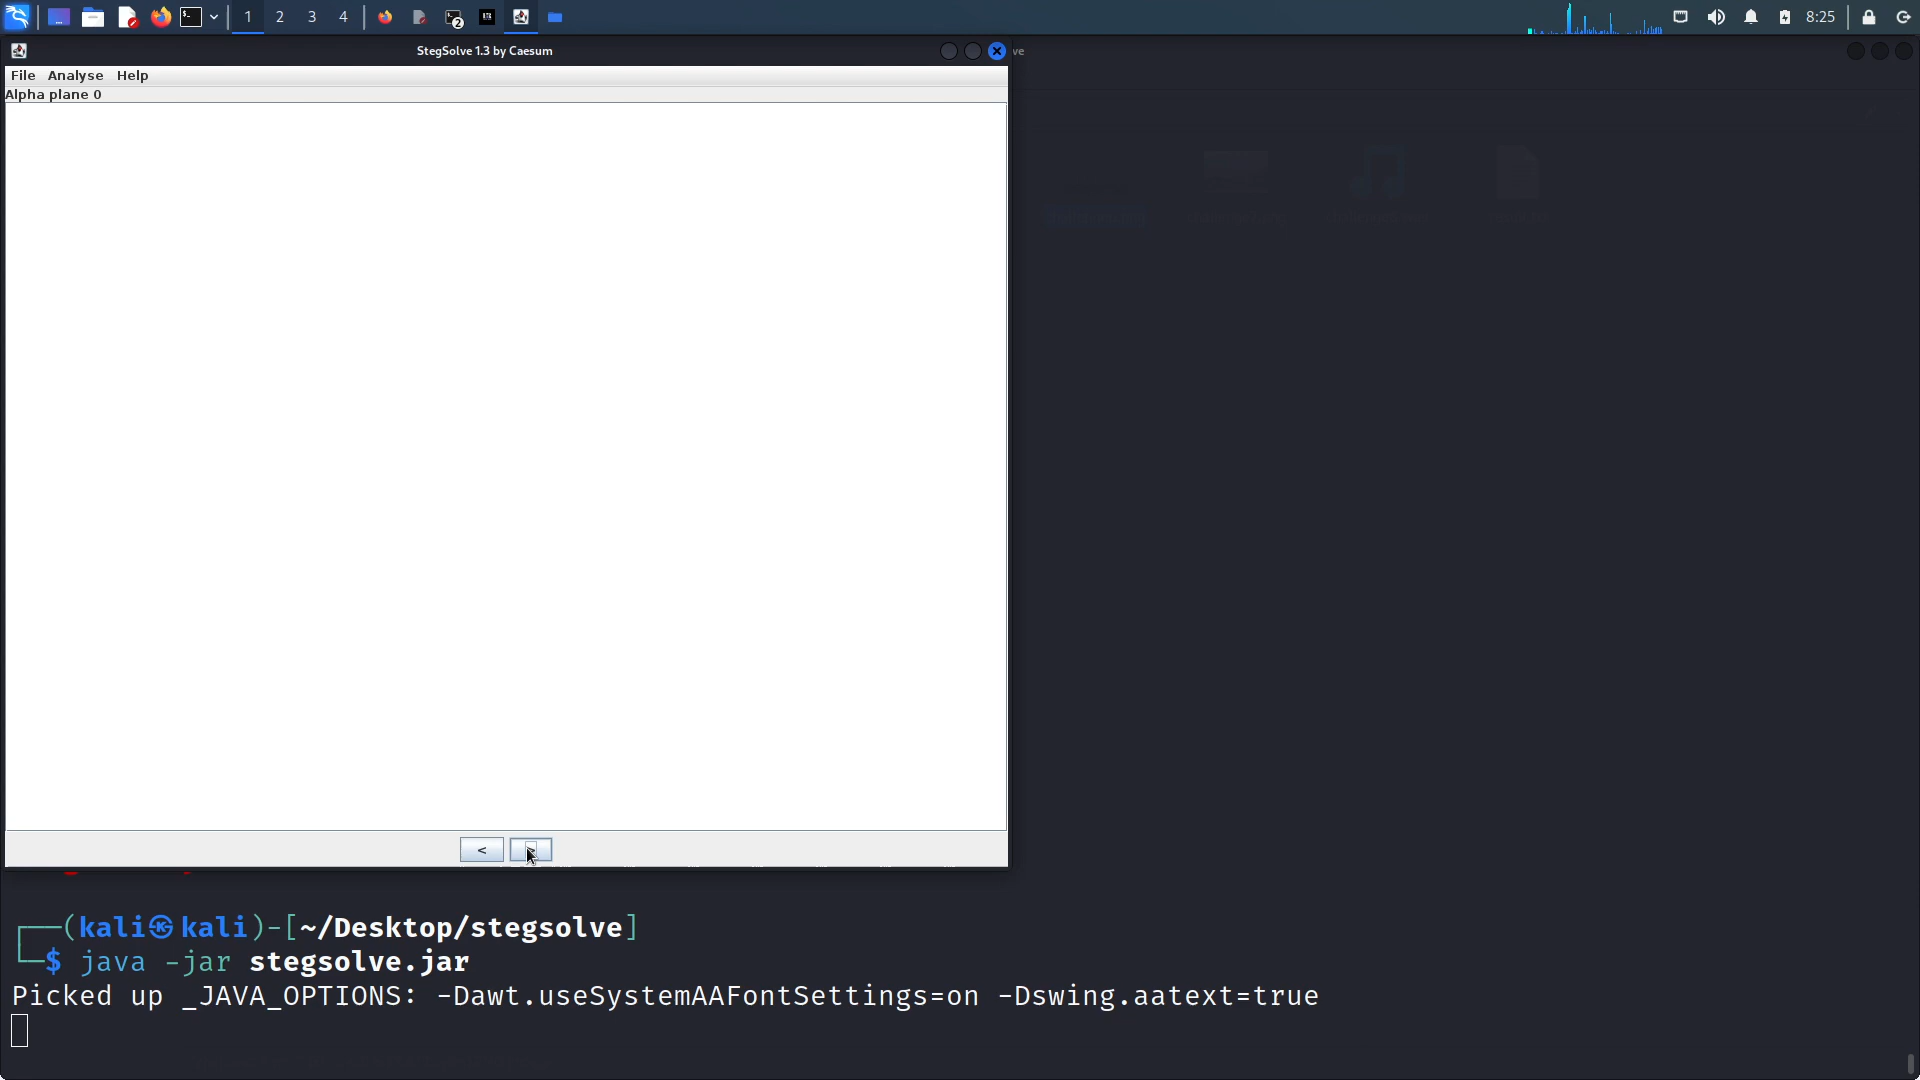 1 2 3 4 2 8:25
StegSolve 1.3 by Caesum
File Analyse Help
Alpha plane 0
<
(kali㉿kali)-[~/Desktop/stegsolve]
$ java -jar stegsolve.jar
Picked up _JAVA_OPTIONS: -Dawt.useSystemAAFontSettings=on -Dswing.aatext=true